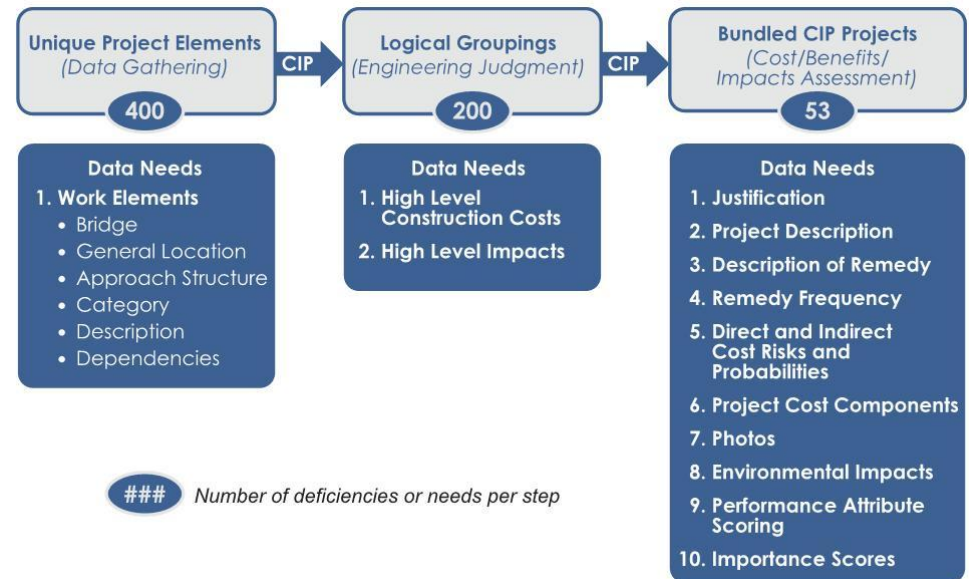 Unique Project Elements
(Data Gathering)
400
CIP
Logical Groupings
(Engineering Judgment)
200
CIP
Bundled CIP Projects
(Cost/Benefits/
Impacts Assessment)
53
Data Needs
1. Work Elements
• Bridge
• General Location
• Approach Structure
• Category
• Description
• Dependencies
Data Needs
1. High Level
Construction Costs
2. High Level Impacts
Data Needs
1. Justification
2. Project Description
3. Description of Remedy
4. Remedy Frequency
5. Direct and Indirect
Cost Risks and
Probabilities
6. Project Cost Components
7. Photos
8. Environmental Impacts
9. Performance Attribute
Scoring
10. Importance Scores
### Number of deficiencies or needs per step